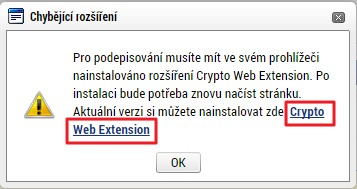 Chybějící rozšíření
Pro podepisování musíte mít ve svém prohlížeči
nainstalováno rozšíření Crypto Web Extension. Po
instalaci bude potřeba znovu načíst stránku.
Aktuální verzi si můžete nainstalovat zde Crypto
Web Extension
OK